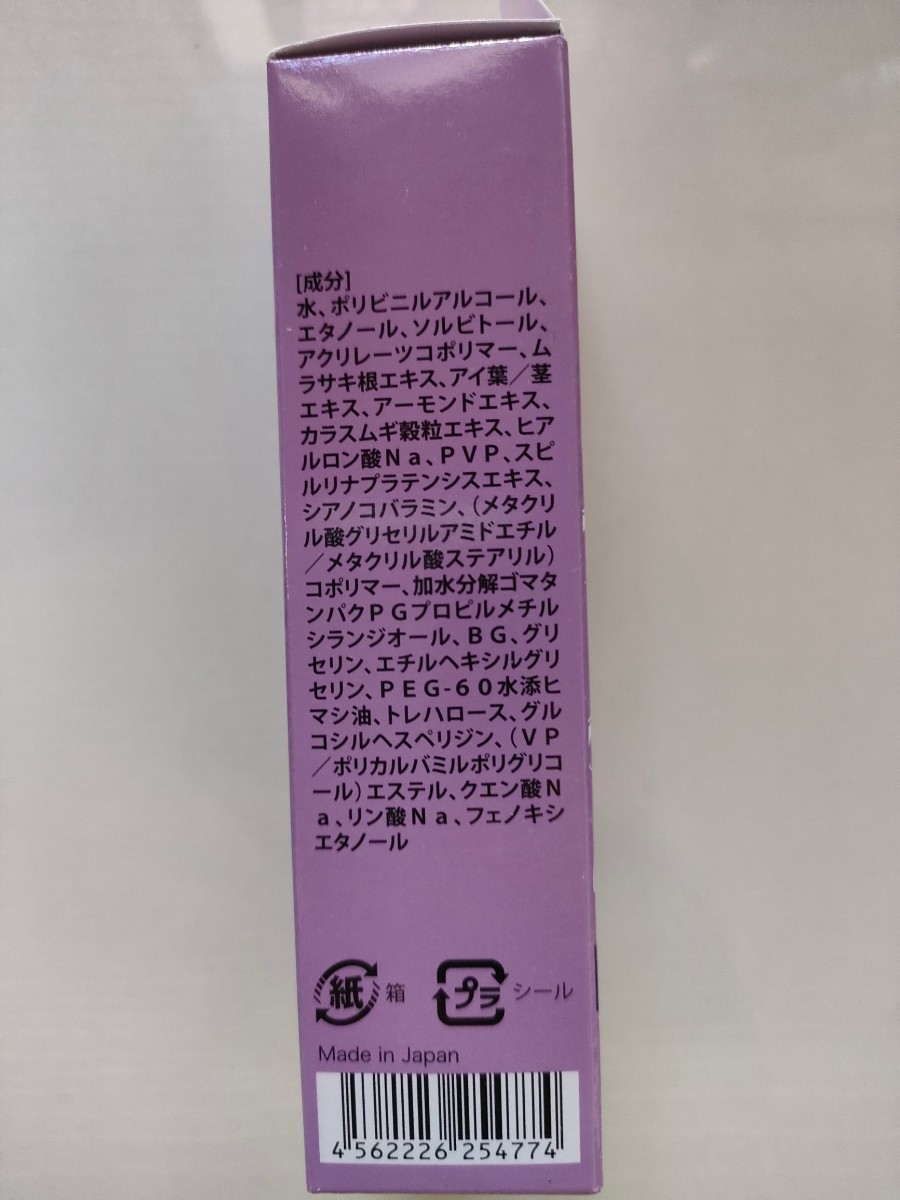 [成分]
水、ポリビニルアルコール、
エタノール、ソルビトール、
アクリレーツコポリマー、ム
ラサキ根エキス、アイ葉／茎
エキス、アーモンドエキス、
カラスムギ穀粒エキス、ヒア
ルロン酸Ｎａ、ＰＶＰ、スピ
ルリナプラテンシスエキス、
シアノコバラミン、（メタクリ
ル酸グリセリルアミドエチル
／メタクリル酸ステアリル）
コポリマー、加水分解ゴマタ
ンパクＰＧプロピルメチル
シランジオール、ＢＧ、グリ
セリン、エチルヘキシルグリ
セリン、ＰＥＧ-６０水添ヒ
マシ油、トレハロース、グル
コシルヘスペリジン、（ＶＰ
／ポリカルバミルポリグリコ
ール）エステル、クエン酸Ｎ
ａ、リン酸Ｎａ、フェノキシ
エタノール
紙 箱 プラ シール
Made in Japan
4 562226 254774